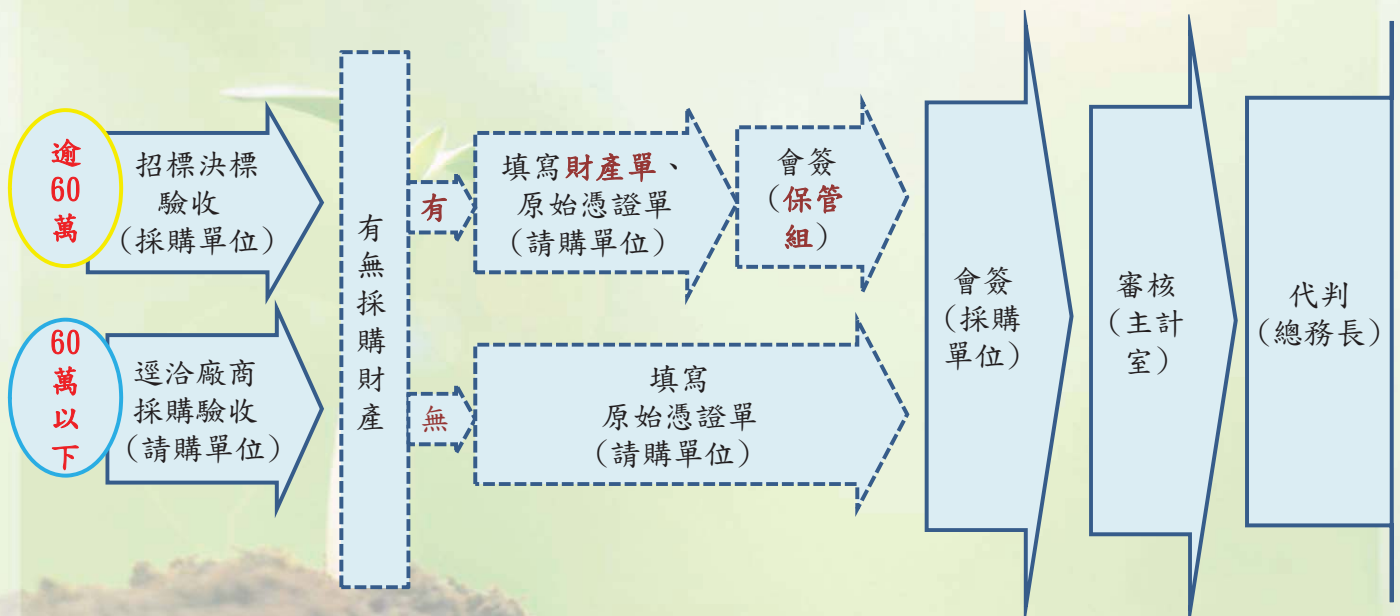 逾
60
萬
招標決標
驗收
（採購單位）
60
萬
以
下
逕洽廠商
採購驗收
（請購單位）
有
無
採
購
財
產
有
填寫財產單、
原始憑證單
（請購單位）
會簽
（保管
組）
無
填寫
原始憑證單
（請購單位）
會簽
（採購
單位）
審核
（主計
室）
代判
（總務長）